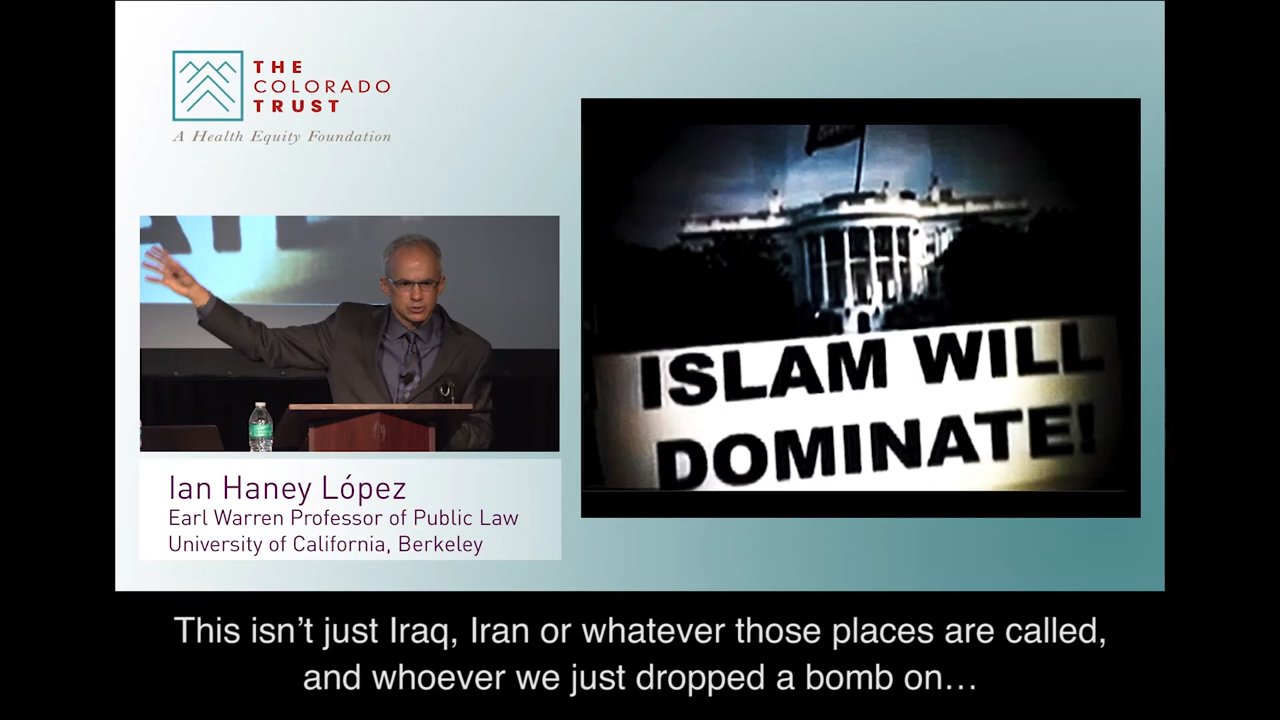 THE
COLORADO
TRUST
A Health Equity Foundation
ISLAM WILL
DOMINATE!
Ian Haney López
Earl Warren Professor of Public Law
University of California, Berkeley
This isn’t just Iraq, Iran or whatever those places are called,
and whoever we just dropped a bomb on…